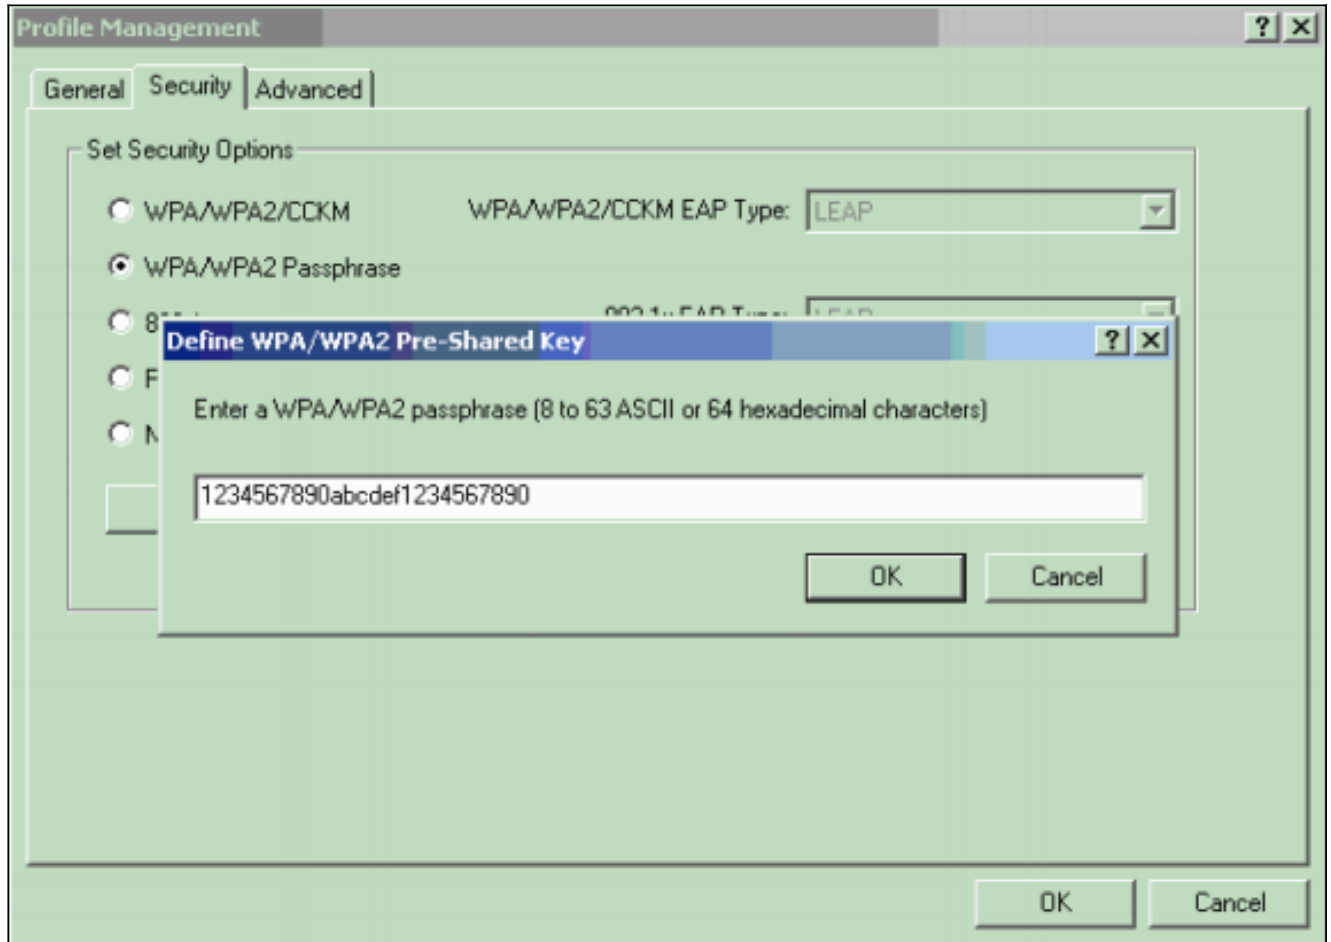 Profile Management
General Security Advanced
Set Security Options
WPA/WPA2/CCKM WPA/WPA2/CCKM EAP Type: LEAP
WPA/WPA2 Passphrase
Define WPA/WPA2 Pre-Shared Key
Enter a WPA/WPA2 passphrase (8 to 63 ASCII or 64 hexadecimal characters)
1234567890abcdef1234567890
OK Cancel
OK Cancel